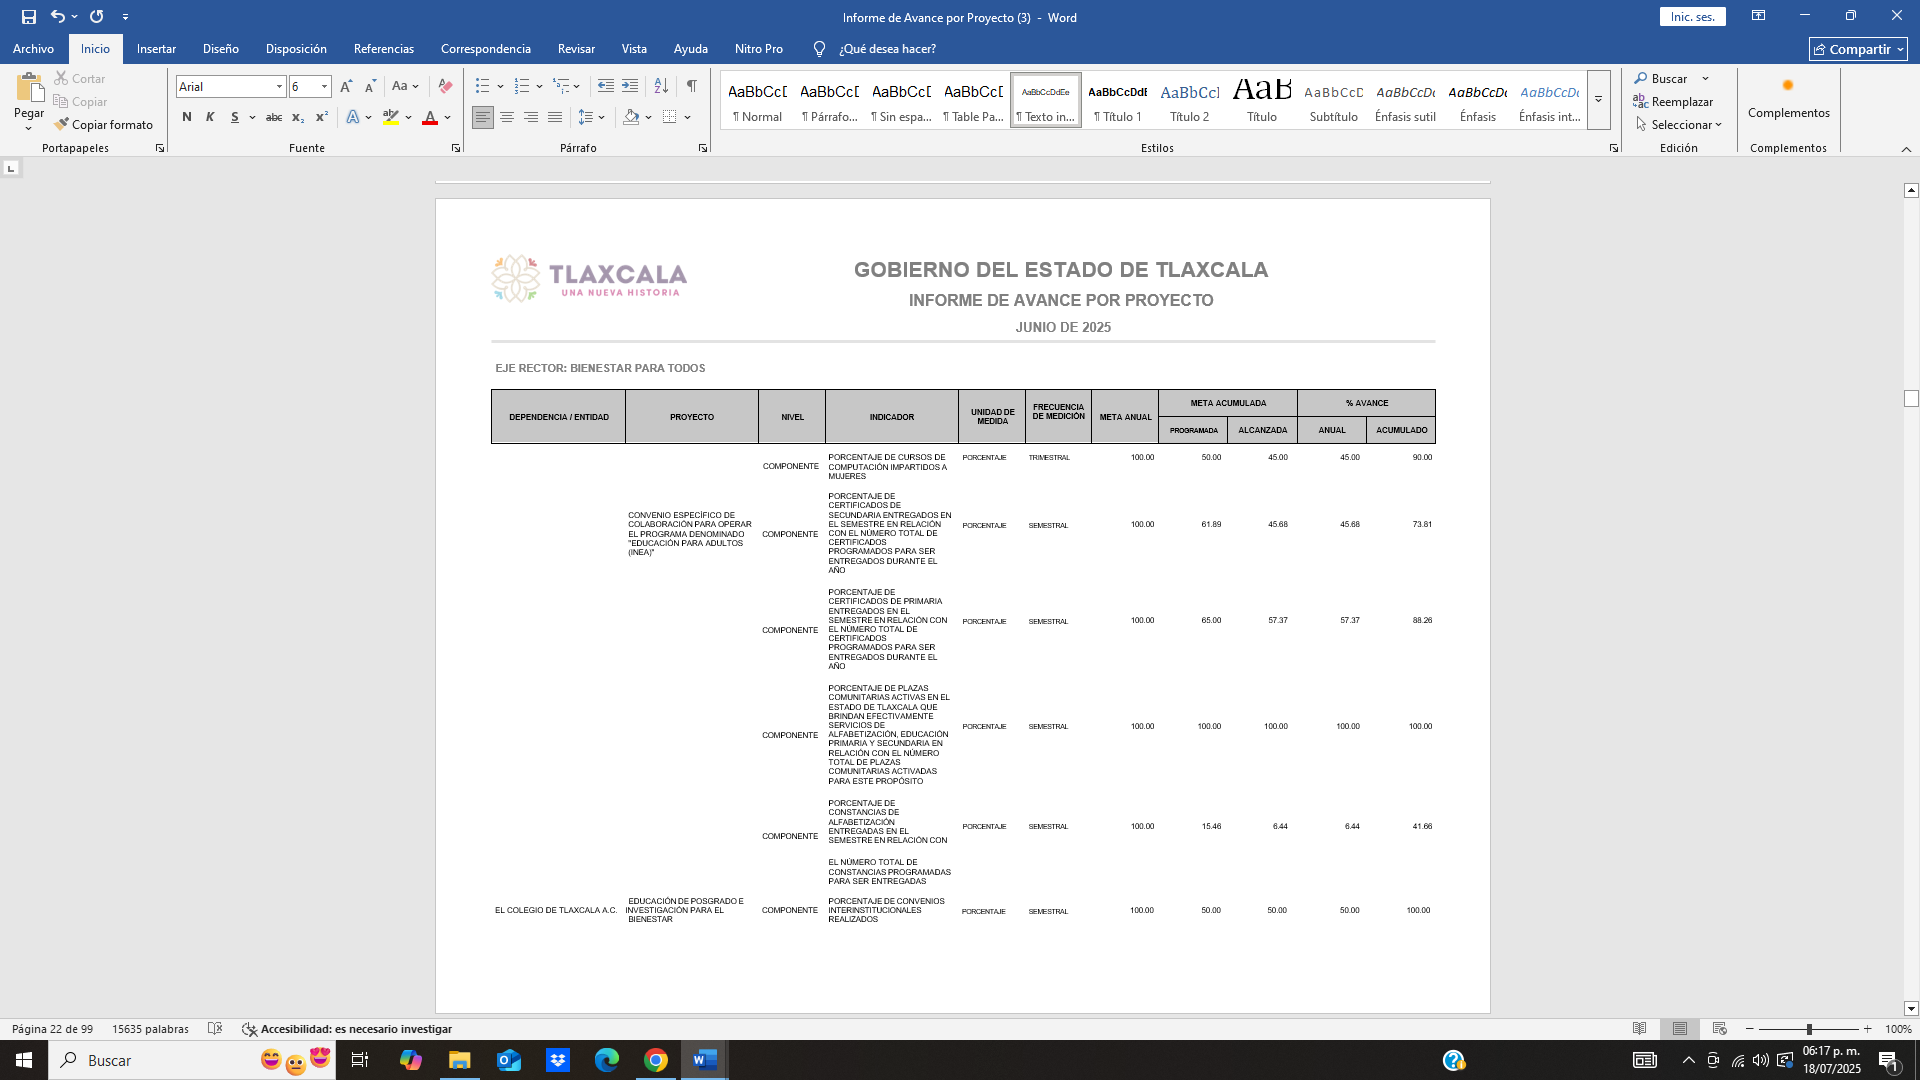 Informe de Avance por Proyecto (3) - Word
Inic. ses.
Archivo Inicio Insertar Diseño Disposición Referencias Correspondencia Revisar Vista Ayuda Nitro Pro ¿Qué desea hacer? Compartir
Pegar
Cortar
Copiar
Copiar formato
Portapapeles
Arial 6
Fuente
Párrafo
AaBbCcI AaBbCcI AaBbCcI AaBbCcI AaBbCcDdEe AaBbCcDdE AaBbCcI AaB AaBbCcD AaBbCcDc AaBbCcDc AaBbCcDc
¶ Normal ¶ Párrafo... ¶ Sin espa... ¶ Table Pa... ¶ Texto in... ¶ Título 1 Título 2 Título Subtítulo Énfasis sutil Énfasis Énfasis int...
Estilos
Buscar
Reemplazar
Seleccionar
Edición
Complementos
Complementos
TLAXCALA
UNA NUEVA HISTORIA
GOBIERNO DEL ESTADO DE TLAXCALA
INFORME DE AVANCE POR PROYECTO
JUNIO DE 2025
EJE RECTOR: BIENESTAR PARA TODOS
DEPENDENCIA / ENTIDAD PROYECTO NIVEL INDICADOR UNIDAD DE MEDIDA FRECUENCIA DE MEDICIÓN META ANUAL META ACUMULADA % AVANCE
PROGRAMADA ALCANZADA ANUAL ACUMULADO
COMPONENTE
PORCENTAJE DE CURSOS DE
COMPUTACIÓN IMPARTIDOS A
MUJERES
PORCENTAJE TRIMESTRAL 100.00 50.00 45.00 45.00 90.00
CONVENIO ESPECÍFICO DE
COLABORACIÓN PARA OPERAR
EL PROGRAMA DENOMINADO
"EDUCACIÓN PARA ADULTOS
(INEA)"
COMPONENTE
PORCENTAJE DE
CERTIFICADOS DE
SECUNDARIA ENTREGADOS EN
EL SEMESTRE EN RELACIÓN
CON EL NÚMERO TOTAL DE
CERTIFICADOS
PROGRAMADOS PARA SER
ENTREGADOS DURANTE EL
AÑO
PORCENTAJE SEMESTRAL 100.00 61.89 45.68 45.68 73.81
COMPONENTE
PORCENTAJE DE
CERTIFICADOS DE PRIMARIA
ENTREGADOS EN EL
SEMESTRE EN RELACIÓN CON
EL NÚMERO TOTAL DE
CERTIFICADOS
PROGRAMADOS PARA SER
ENTREGADOS DURANTE EL
AÑO
PORCENTAJE SEMESTRAL 100.00 65.00 57.37 57.37 88.26
COMPONENTE
PORCENTAJE DE PLAZAS
COMUNITARIAS ACTIVAS EN EL
ESTADO DE TLAXCALA QUE
BRINDAN EFECTIVAMENTE
SERVICIOS DE
ALFABETIZACIÓN, EDUCACIÓN
PRIMARIA Y SECUNDARIA EN
RELACIÓN CON EL NÚMERO
TOTAL DE PLAZAS
COMUNITARIAS ACTIVADAS
PARA ESTE PROPÓSITO
PORCENTAJE SEMESTRAL 100.00 100.00 100.00 100.00 100.00
COMPONENTE
PORCENTAJE DE
CONSTANCIAS DE
ALFABETIZACIÓN
ENTREGADAS EN EL
SEMESTRE EN RELACIÓN CON
EL NÚMERO TOTAL DE
CONSTANCIAS PROGRAMADAS
PARA SER ENTREGADAS
PORCENTAJE SEMESTRAL 100.00 15.46 6.44 6.44 41.66
EL COLEGIO DE TLAXCALA A.C.
EDUCACIÓN DE POSGRADO E
INVESTIGACIÓN PARA EL
BIENESTAR
COMPONENTE
PORCENTAJE DE CONVENIOS
INTERINSTITUCIONALES
REALIZADOS
PORCENTAJE SEMESTRAL 100.00 50.00 50.00 50.00 100.00
Página 22 de 99 15635 palabras Accesibilidad: es necesario investigar 100%
Buscar
06:17 p. m.
18/07/2025